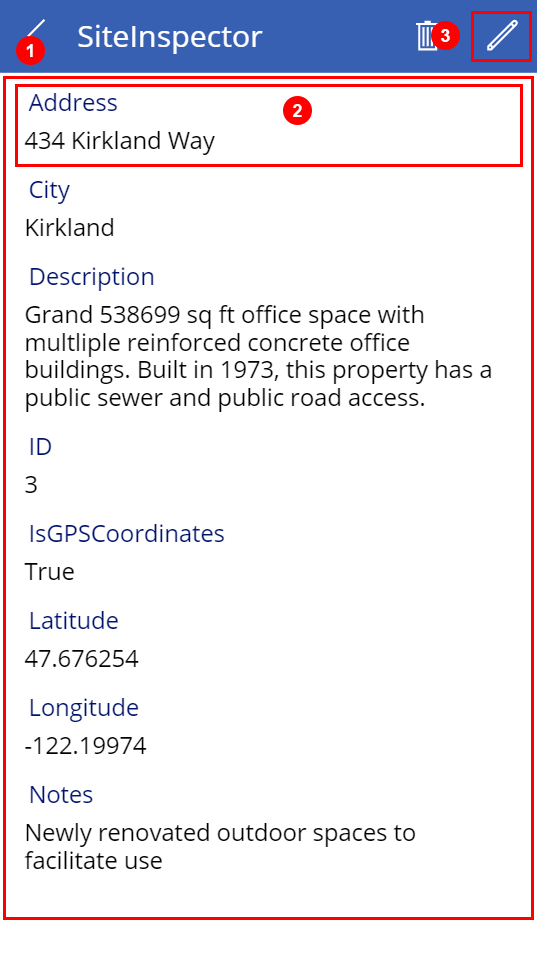 1 SiteInspector 3
Address
2
434 Kirkland Way
City
Kirkland
Description
Grand 538699 sq ft office space with
multliple reinforced concrete office
buildings. Built in 1973, this property has a
public sewer and public road access.
ID
3
IsGPSCoordinates
True
Latitude
47.676254
Longitude
-122.19974
Notes
Newly renovated outdoor spaces to
facilitate use